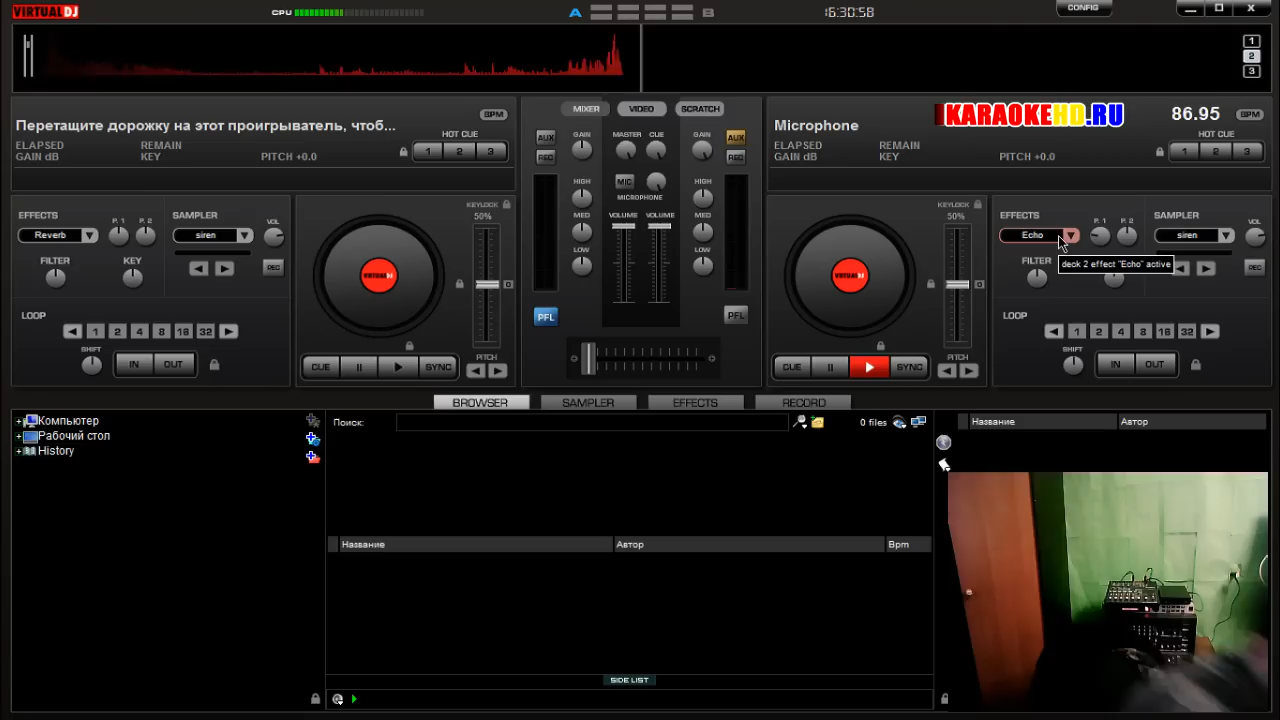 VIRTUAL DJ
CPU
A
B
16:30:58
CONFIG
1
2
3
Перетащите дорожку на этот проигрыватель, чтоб...
BPM
ELAPSED
REMAIN
HOT CUE
GAIN dB
KEY
PITCH +0.0
1 2 3
MIXER
VIDEO
SCRATCH
AUX
GAIN
MASTER
CUE
GAIN
AUX
REC
REC
HIGH
MIC
HIGH
MICROPHONE
MED
VOLUME
VOLUME
MED
LOW
LOW
PFL
PFL
Microphone
KARAOKEHD.RU
86.95
BPM
ELAPSED
REMAIN
HOT CUE
GAIN dB
KEY
PITCH +0.0
1 2 3
EFFECTS
P. 1
P. 2
SAMPLER
VOL
Reverb
siren
FILTER
KEY
REC
LOOP
1 2 4 8 16 32
SHIFT
IN
OUT
KEYLOCK
50%
VIRTUAL DJ
CUE
SYNC
PITCH
KEYLOCK
50%
VIRTUAL DJ
CUE
SYNC
PITCH
EFFECTS
P. 1
P. 2
SAMPLER
VOL
Echo
siren
FILTER
deck 2 effect "Echo" active
REC
LOOP
1 2 4 8 16 32
SHIFT
IN
OUT
BROWSER
SAMPLER
EFFECTS
RECORD
Компьютер
Рабочий стол
History
Поиск:
0 files
Название
Автор
Название
Автор
Bpm
SIDE LIST